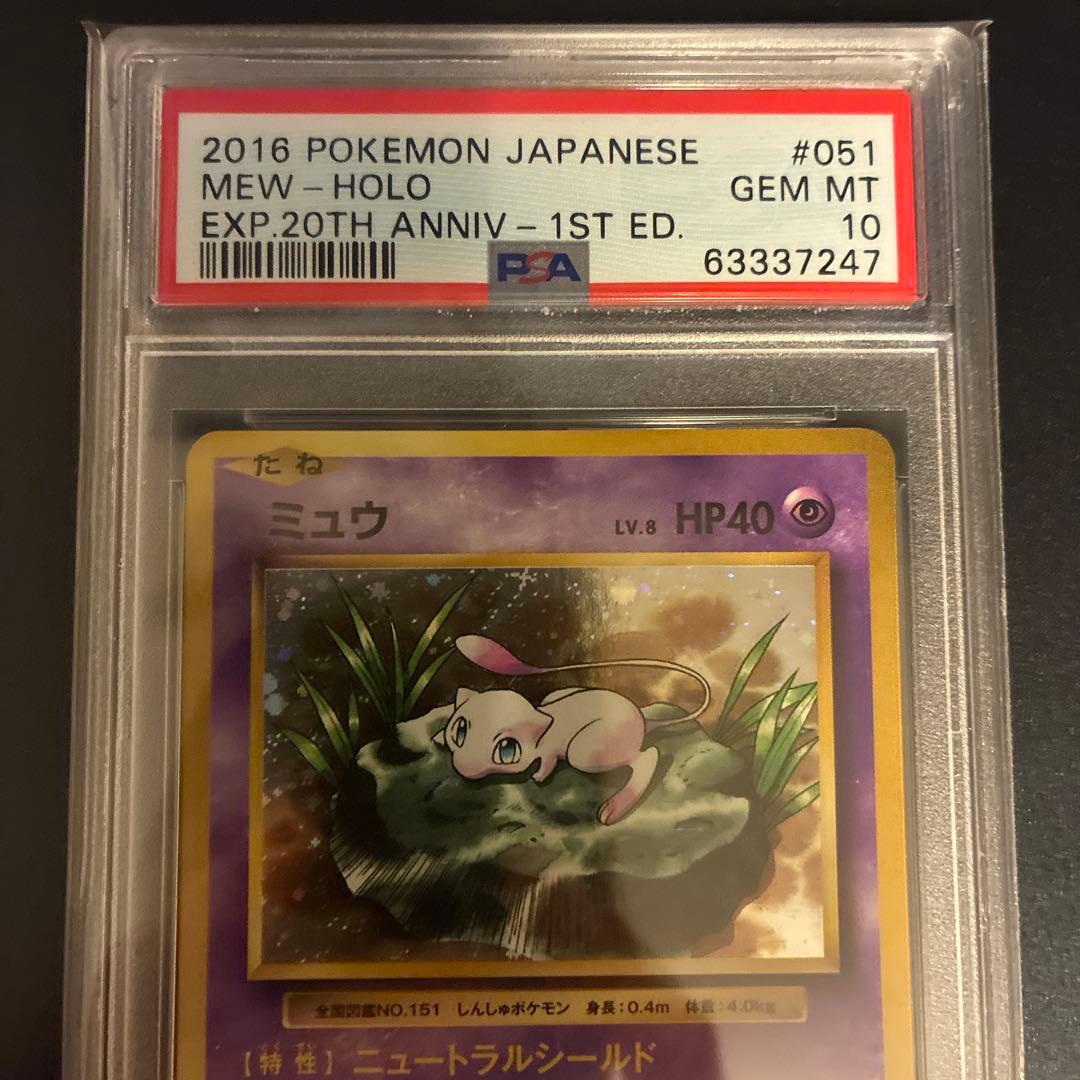 2016 POKEMON JAPANESE #051
MEW - HOLO GEM MT
EXP.20TH ANNIV - 1ST ED. 10
PSA 63337247
たね
ミュウ LV.8 HP40
全国図鑑NO.151 しんしゅポケモン 身長:0.4m 体重:4.0kg
【特性】ニュートラルシールド